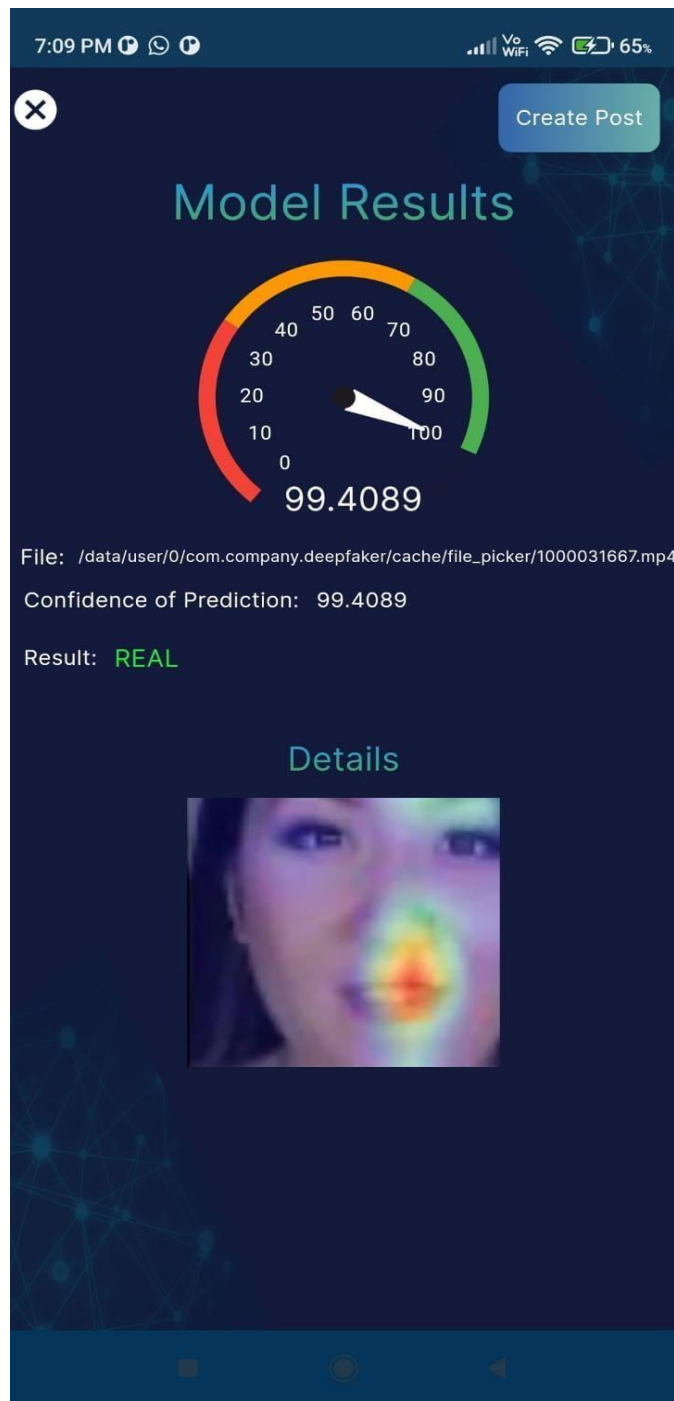 7:09 PM
Vo WiFi 65%
Create Post
Model Results
50 60
40 70
30 80
20 90
10 100
0
99.4089
File: /data/user/0/com.company.deepfaker/cache/file_picker/1000031667.mp4
Confidence of Prediction: 99.4089
Result: REAL
Details